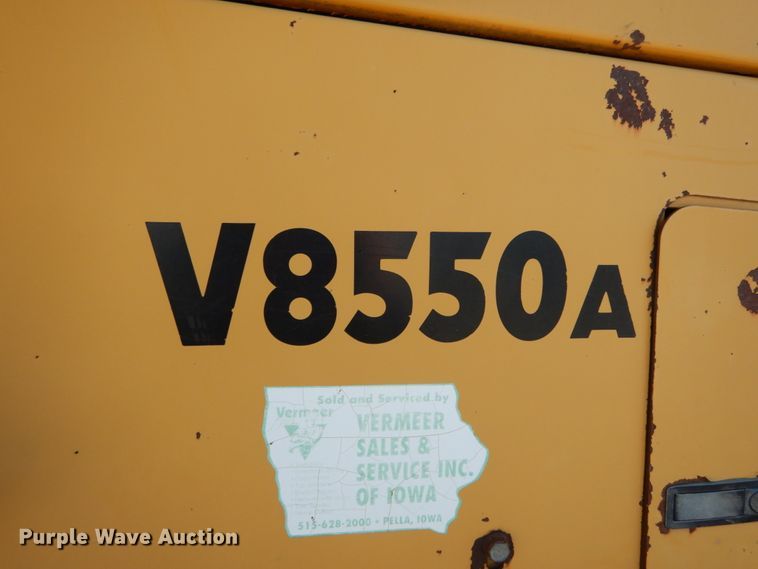 V8550A
Sold and Serviced by
Vermeer
VERMEER
SALES &
SERVICE INC.
OF IOWA
515-628-2000 • PELLA, IOWA
Purple Wave Auction